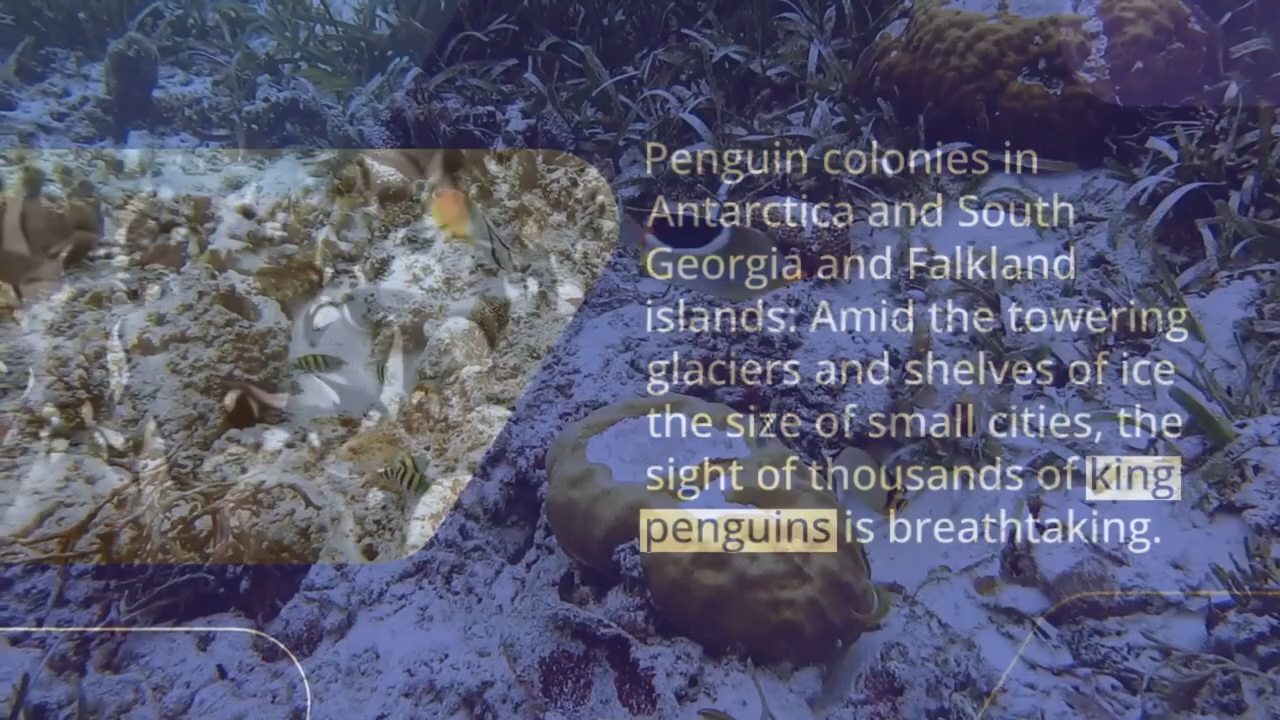 Penguin colonies in
Antarctica and South
Georgia and Falkland
islands: Amid the towering
glaciers and shelves of ice
the size of small cities, the
sight of thousands of king
penguins is breathtaking.